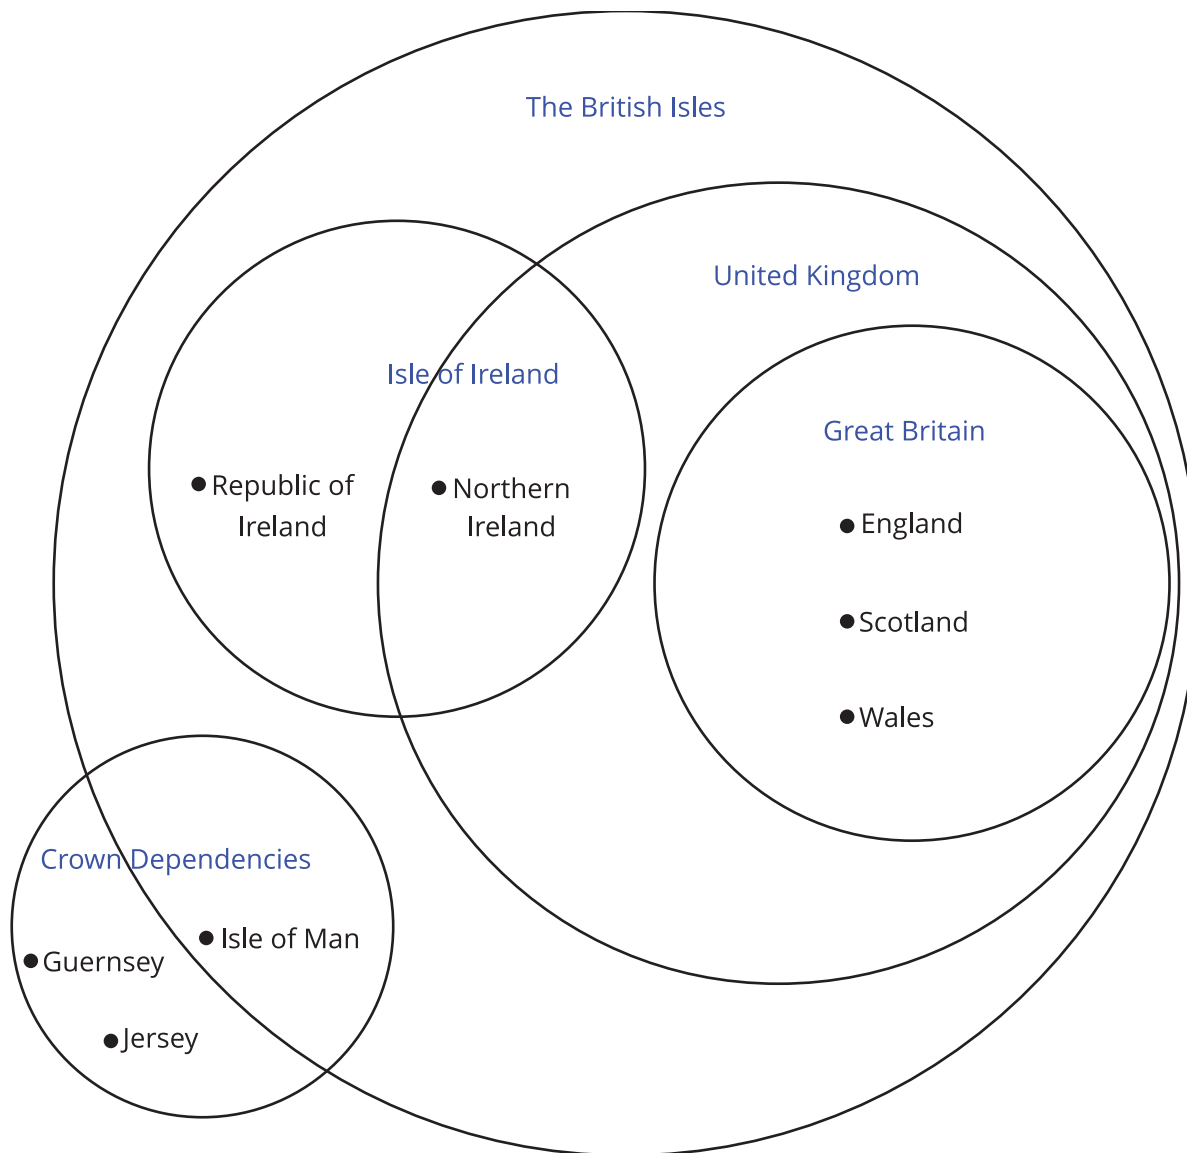 The British Isles
United Kingdom
Isle of Ireland
Great Britain
Republic of
Ireland
Northern
Ireland
England
Scotland
Wales
Crown Dependencies
Isle of Man
Guernsey
Jersey